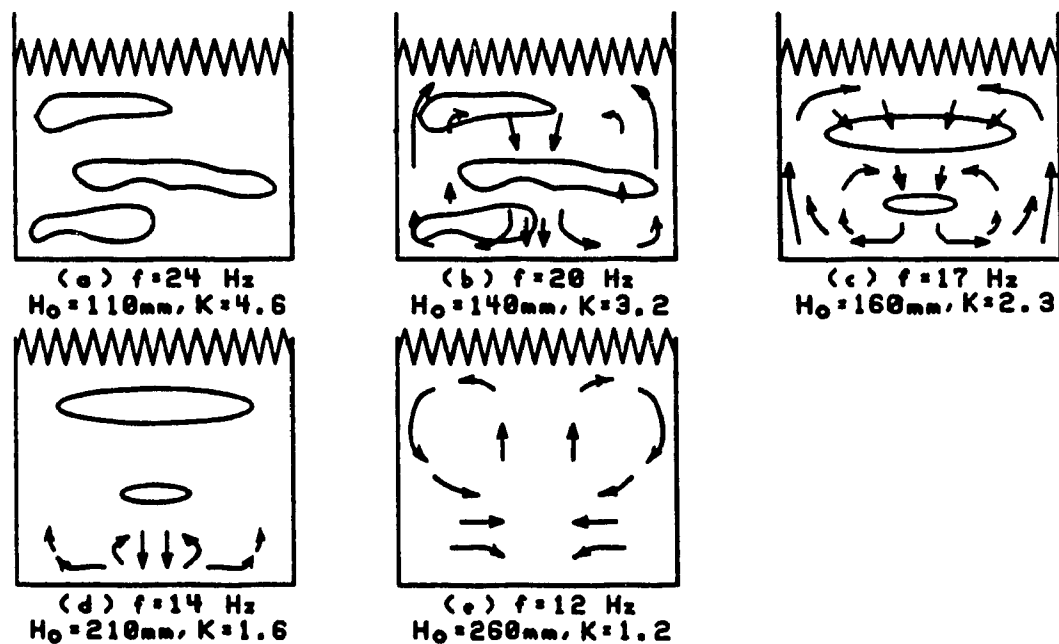 (a) f=24 Hz
H₀=110mm, K=4.6
(b) f=20 Hz
H₀=140mm, K=3.2
(c) f=17 Hz
H₀=160mm, K=2.3
(d) f=14 Hz
H₀=210mm, K=1.6
(e) f=12 Hz
H₀=260mm, K=1.2